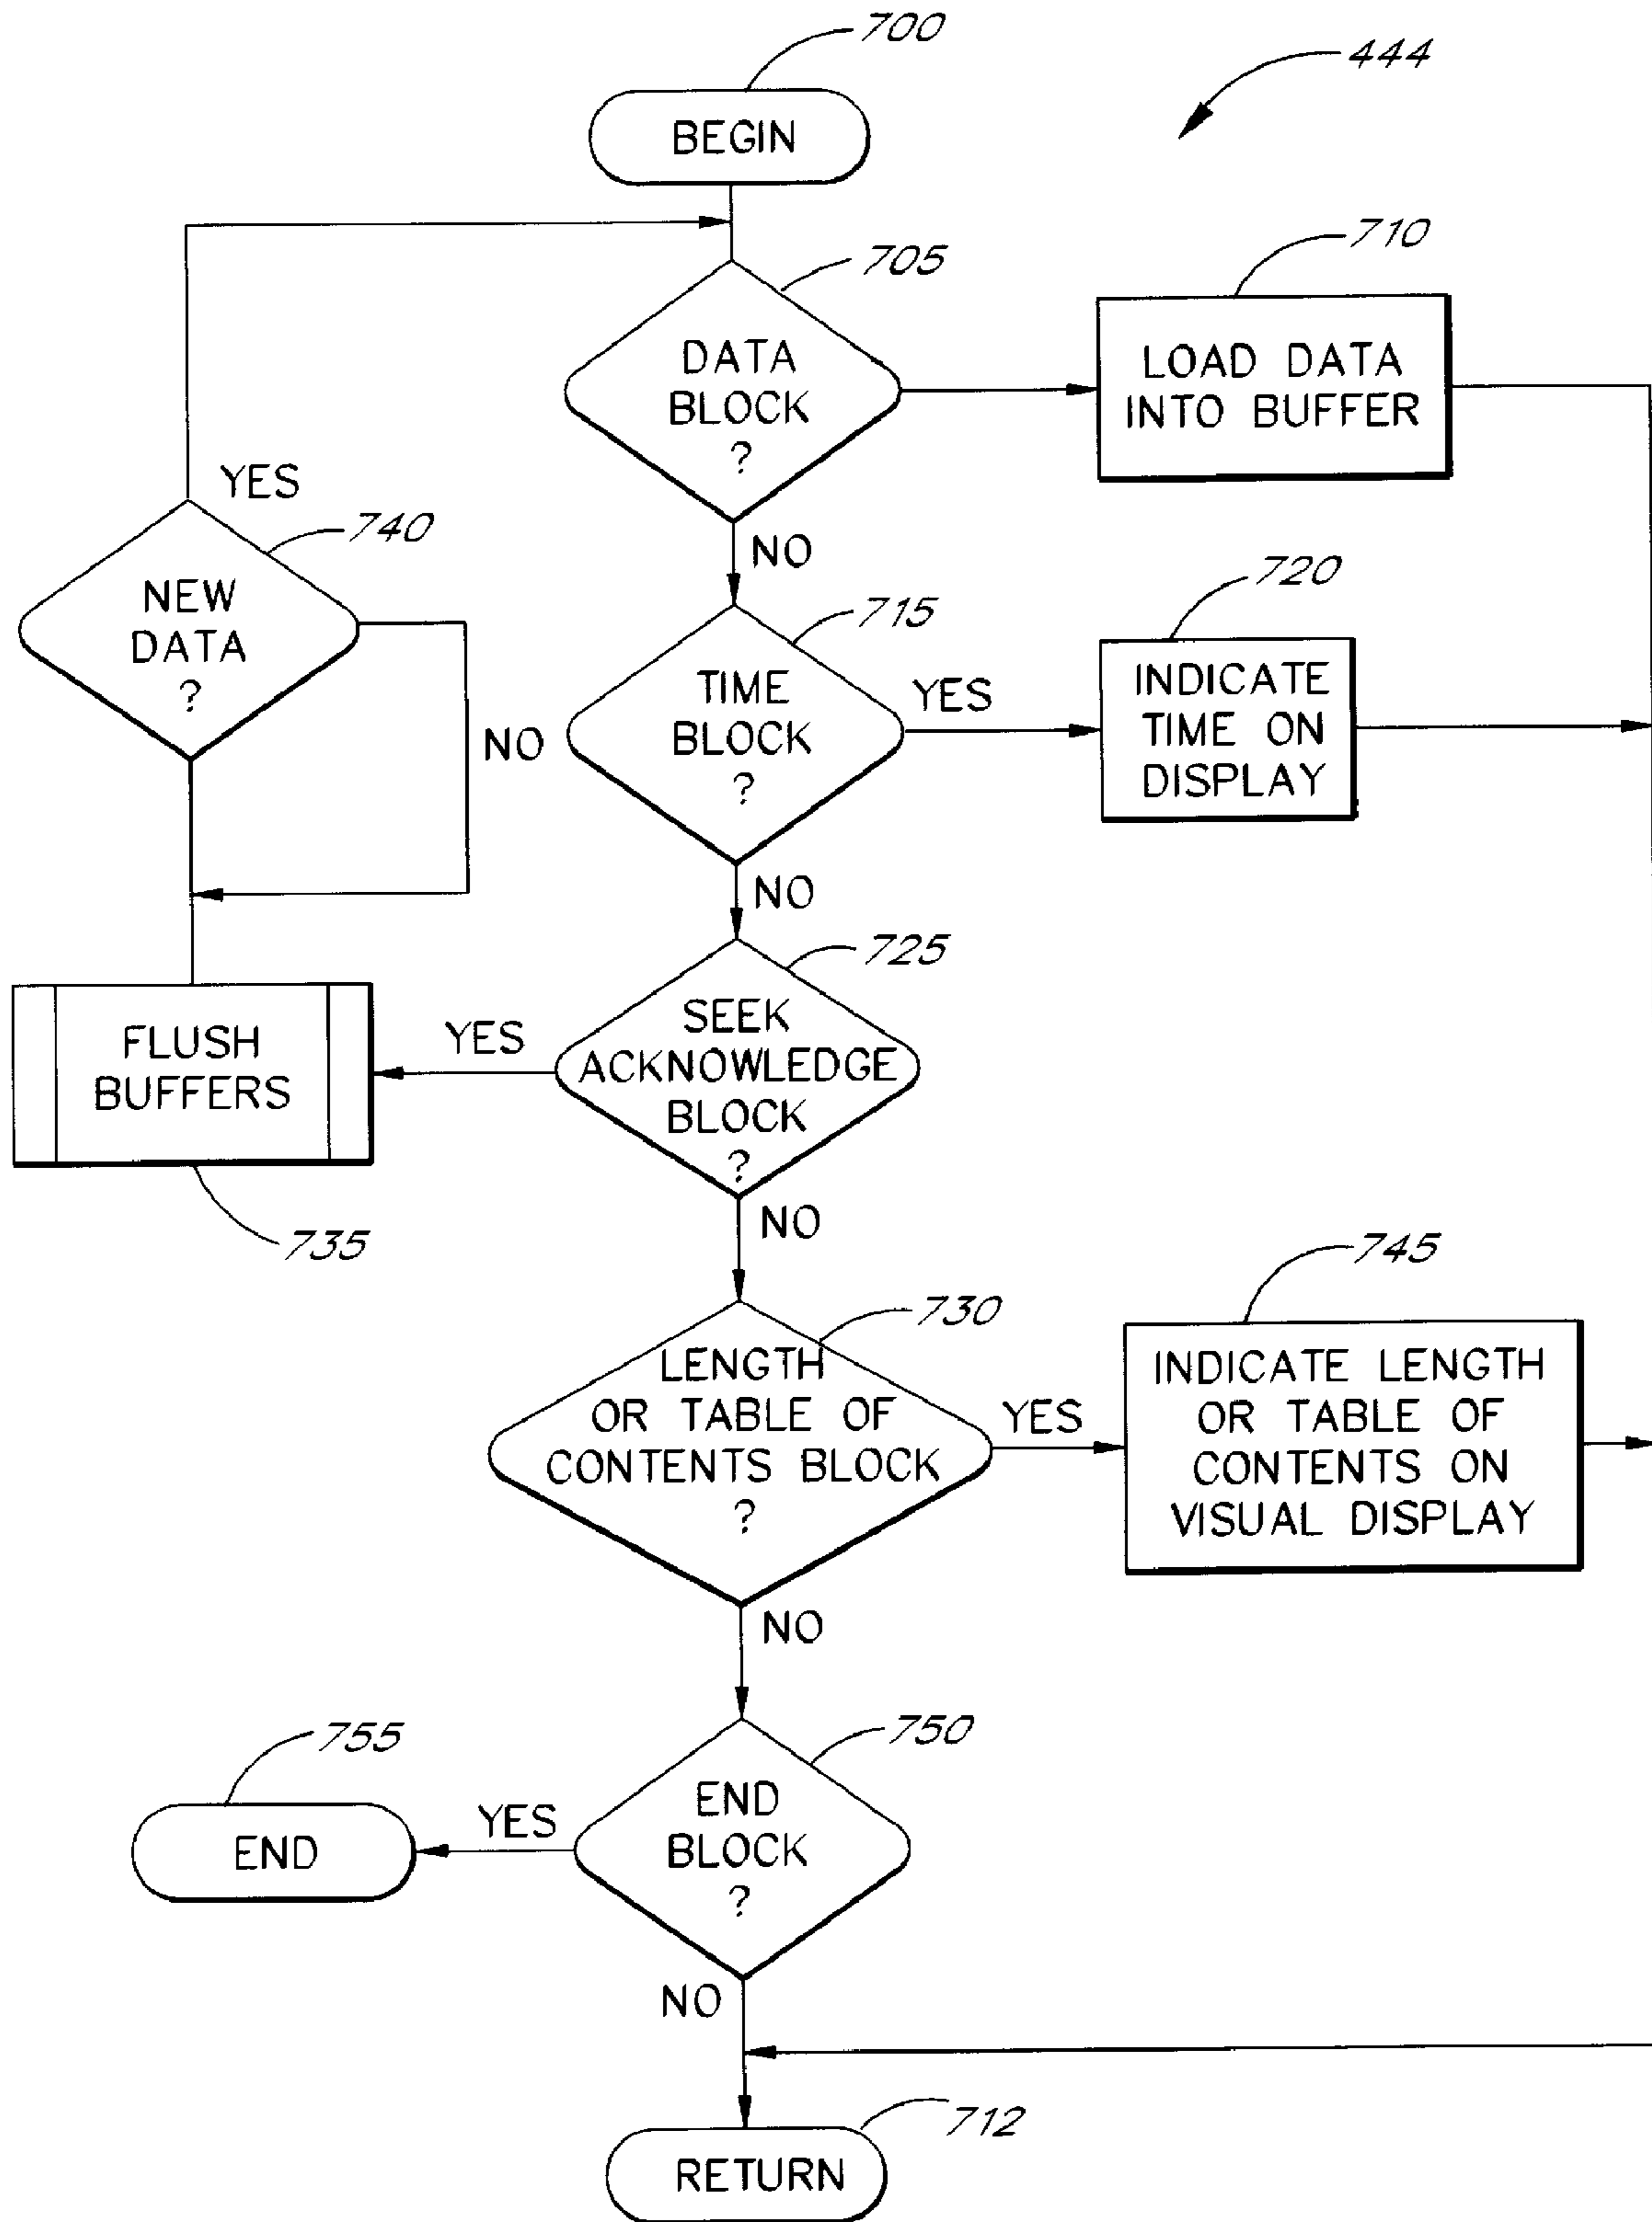 700
444
BEGIN
705
710
DATA
BLOCK
?
LOAD DATA
INTO BUFFER
YES
740
NO
NEW
DATA
?
715
720
TIME
BLOCK
?
YES
INDICATE
TIME ON
DISPLAY
NO
NO
725
SEEK
ACKNOWLEDGE
BLOCK
?
YES
FLUSH
BUFFERS
735
NO
730
745
LENGTH
OR TABLE OF
CONTENTS BLOCK
?
YES
INDICATE LENGTH
OR TABLE OF
CONTENTS ON
VISUAL DISPLAY
NO
755
750
END
BLOCK
?
YES
END
NO
712
RETURN